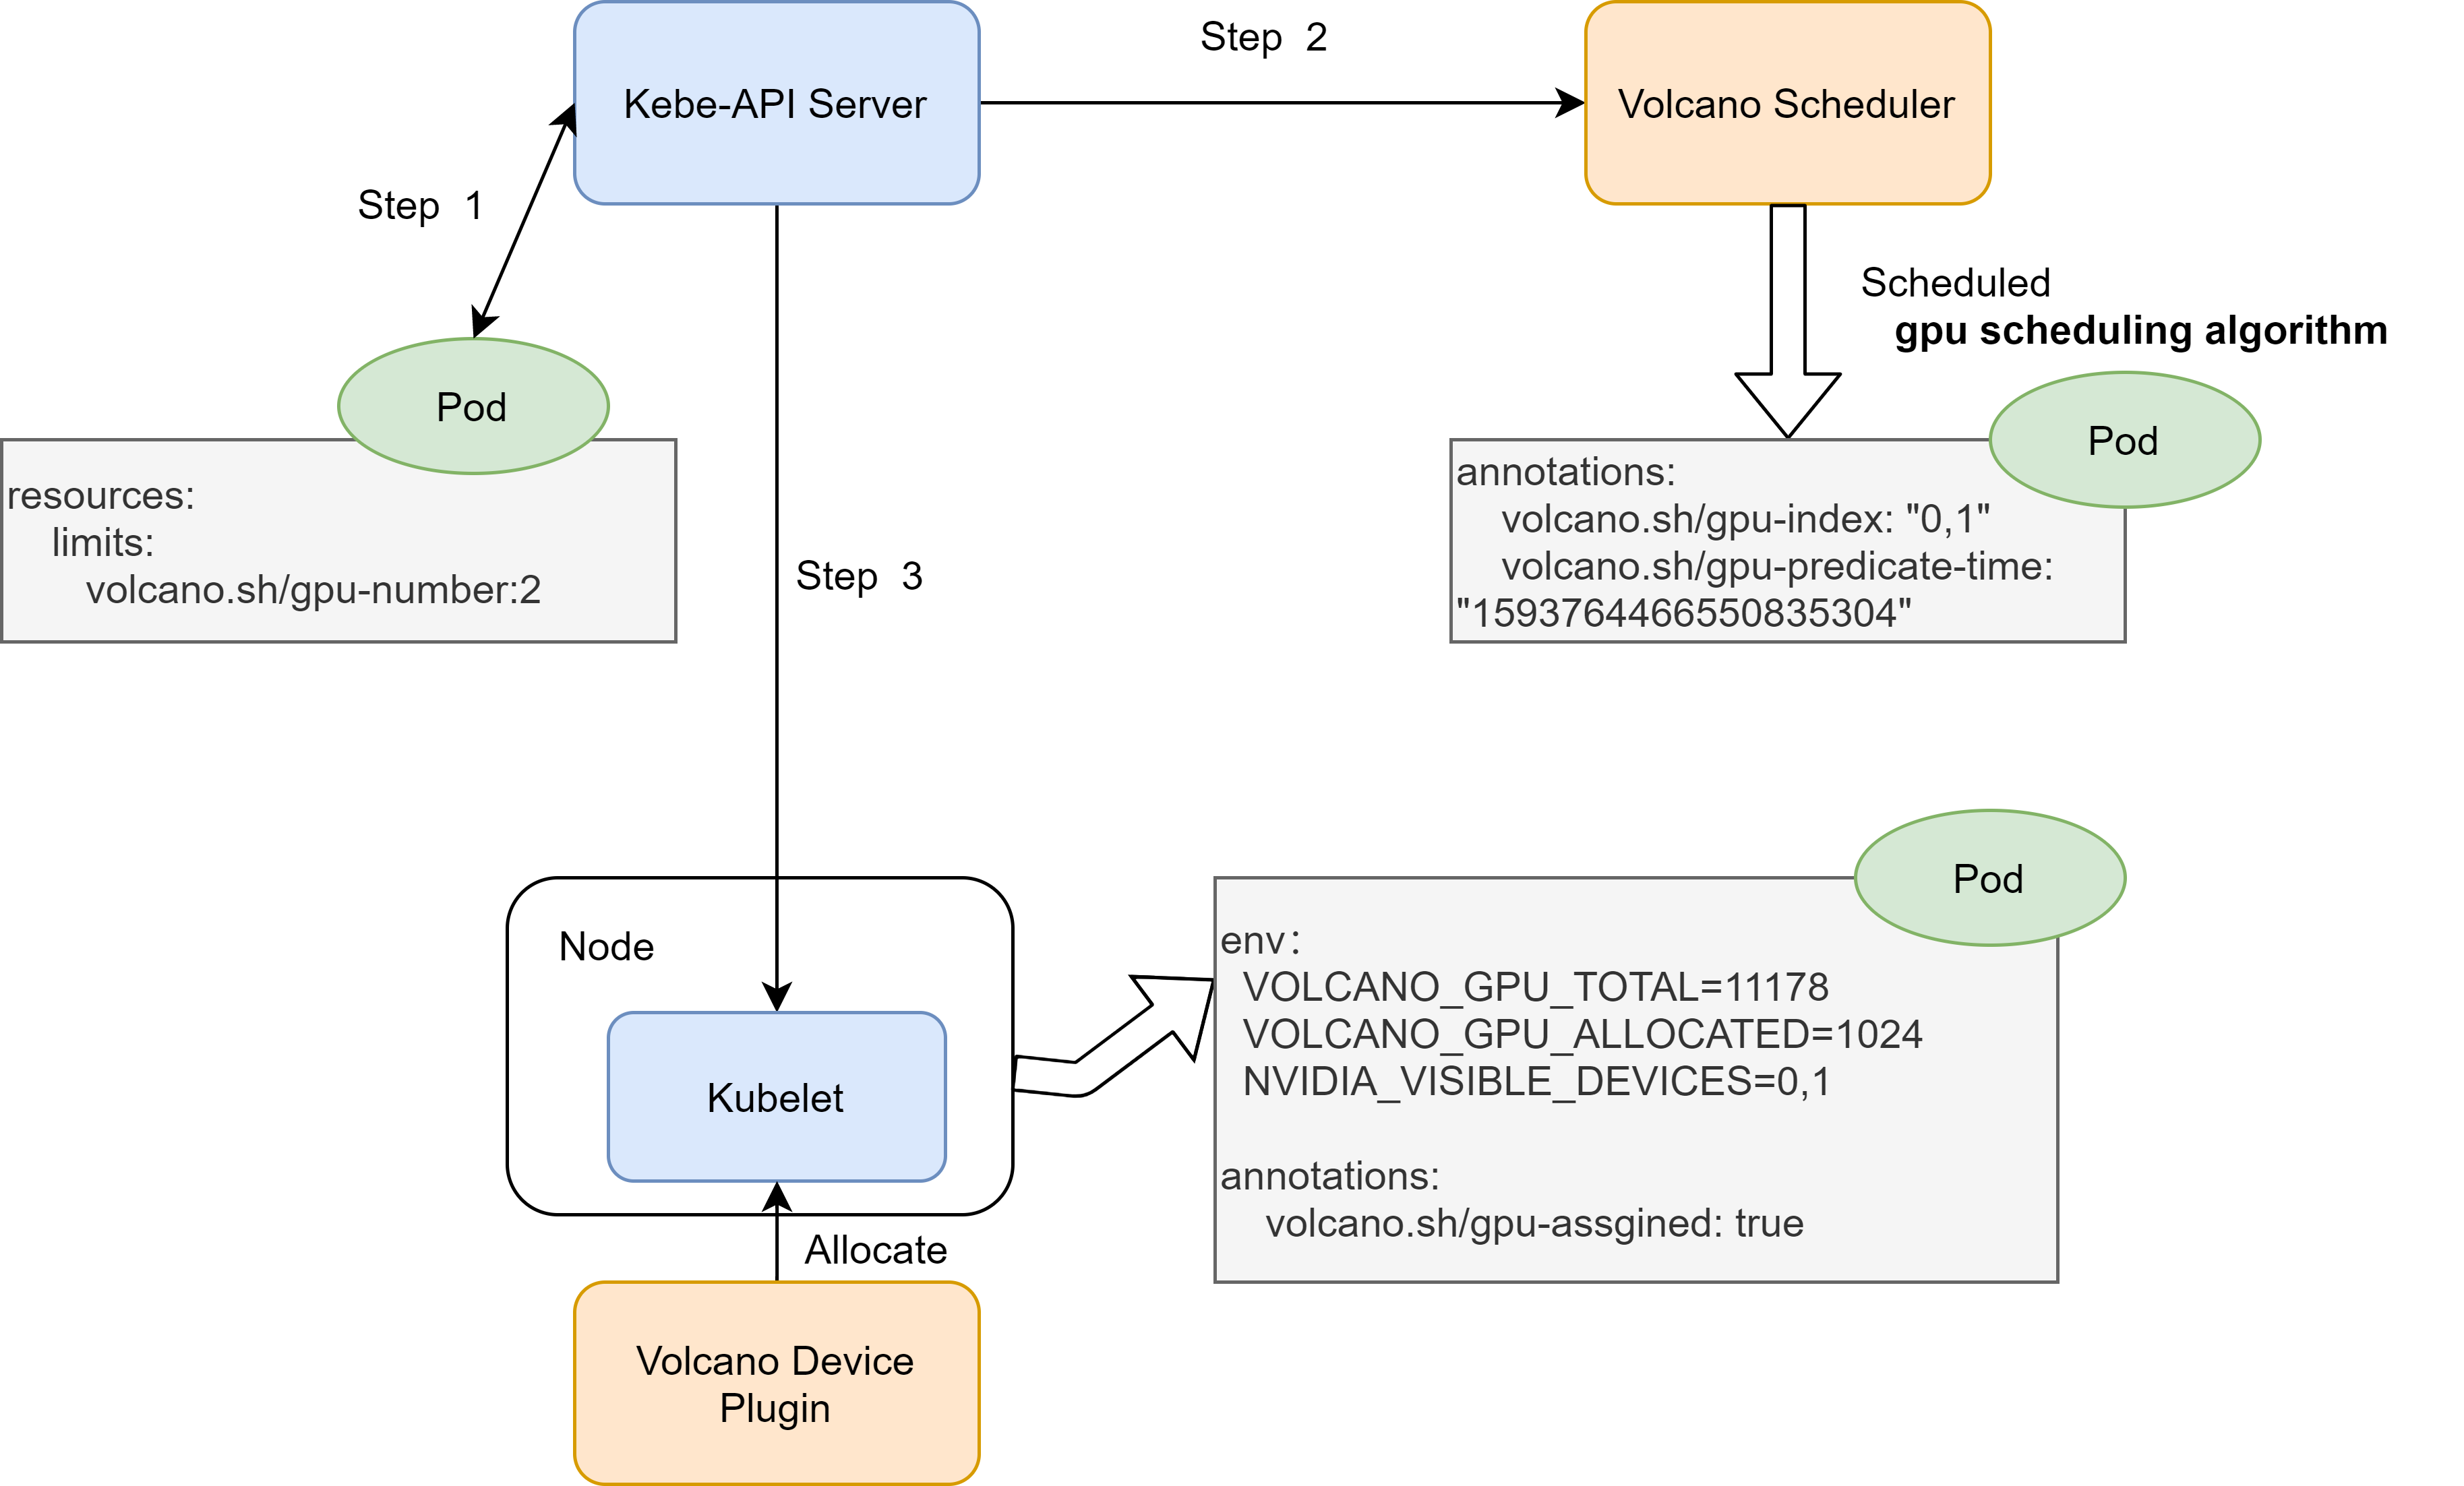 Kebe-API Server
Step 2
Volcano Scheduler
Step 1
Scheduled
gpu scheduling algorithm
Pod
resources:
limits:
volcano.sh/gpu-number:2
Pod
annotations:
volcano.sh/gpu-index: "0,1"
volcano.sh/gpu-predicate-time:
"1593764466550835304"
Step 3
Node
Kubelet
Pod
env:
VOLCANO_GPU_TOTAL=11178
VOLCANO_GPU_ALLOCATED=1024
NVIDIA_VISIBLE_DEVICES=0,1
annotations:
volcano.sh/gpu-assgined: true
Allocate
Volcano Device
Plugin